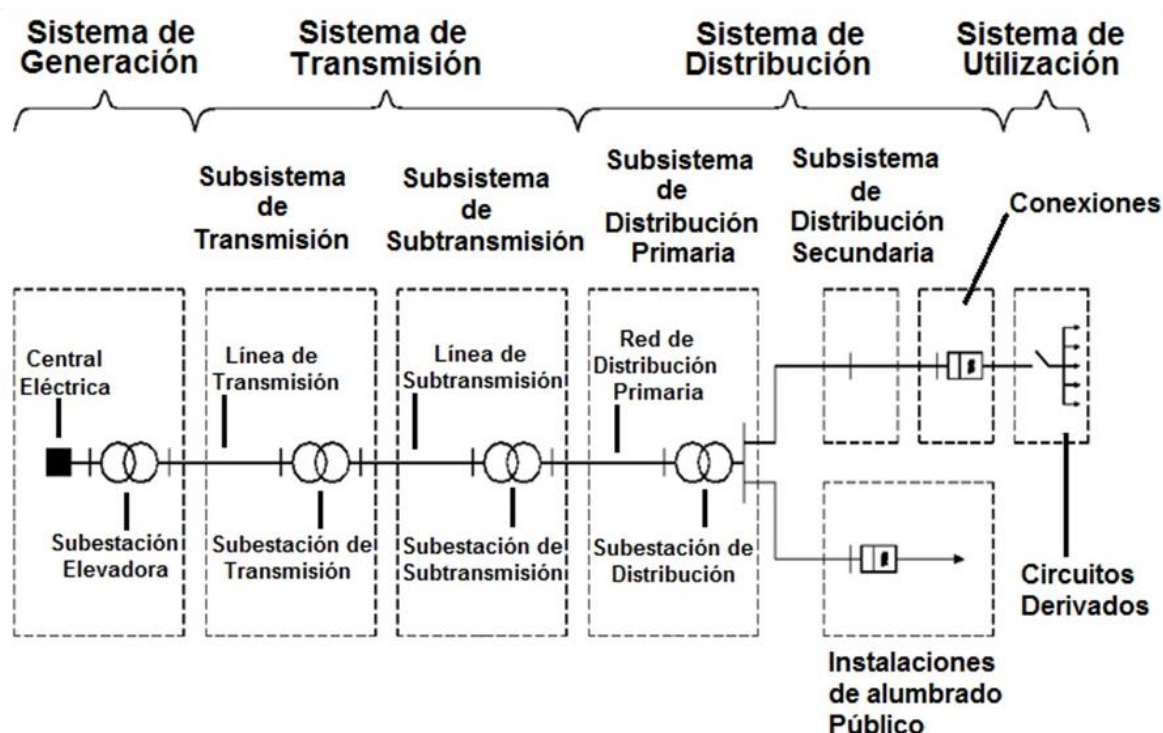 Sistema de
Generación
Sistema de
Transmisión
Sistema de
Distribución
Sistema de
Utilización
Subsistema
de
Transmisión
Subsistema
de
Subtransmisión
Subsistema
de
Distribución
Primaria
Subsistema
de
Distribución
Secundaria
Conexiones
Central
Eléctrica
Línea de
Transmisión
Línea de
Subtransmisión
Red de
Distribución
Primaria
Subestación
Elevadora
Subestación de
Transmisión
Subestación de
Subtransmisión
Subestación de
Distribución
Circuitos
Derivados
Instalaciones
de alumbrado
Público